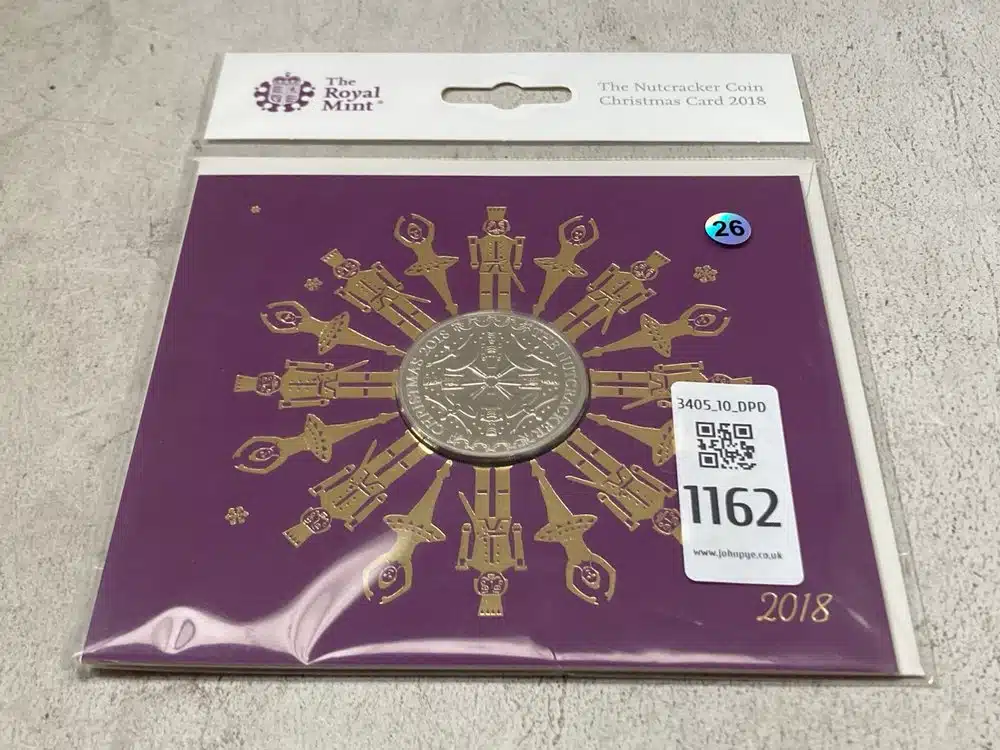 The
Royal
Mint®
The Nutcracker Coin
Christmas Card 2018
26
CHRISTMAS 2018
THE NUTCRACKER
3405_10_DPD
1162
www.johnpye.co.uk
2018